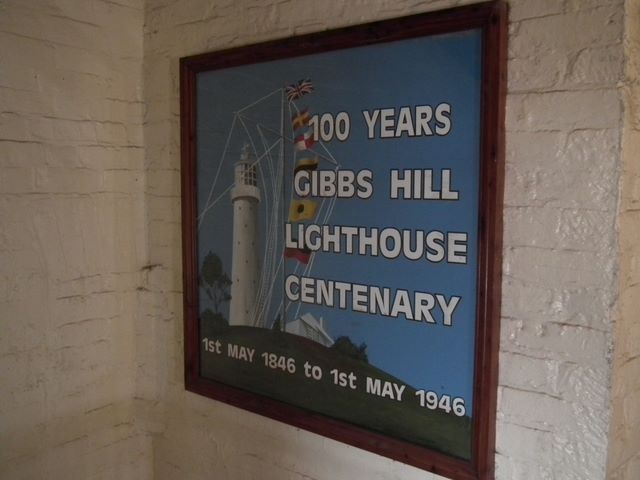 100 YEARS
GIBBS HILL
LIGHTHOUSE
CENTENARY
1st MAY 1846 to 1st MAY 1946